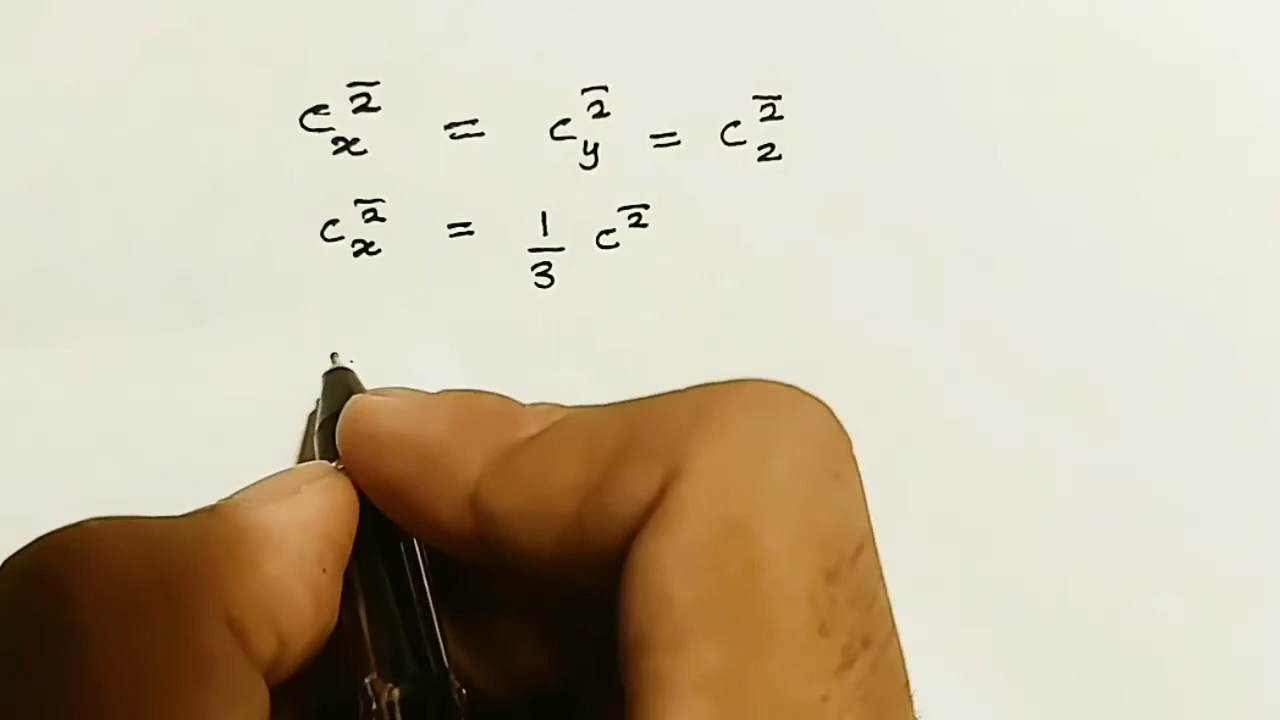 c_x^{\overline{2}} = c_y^{\overline{2}} = c_z^{\overline{2}}
c_x^{\overline{2}} = \frac{1}{3} c^{\overline{2}}